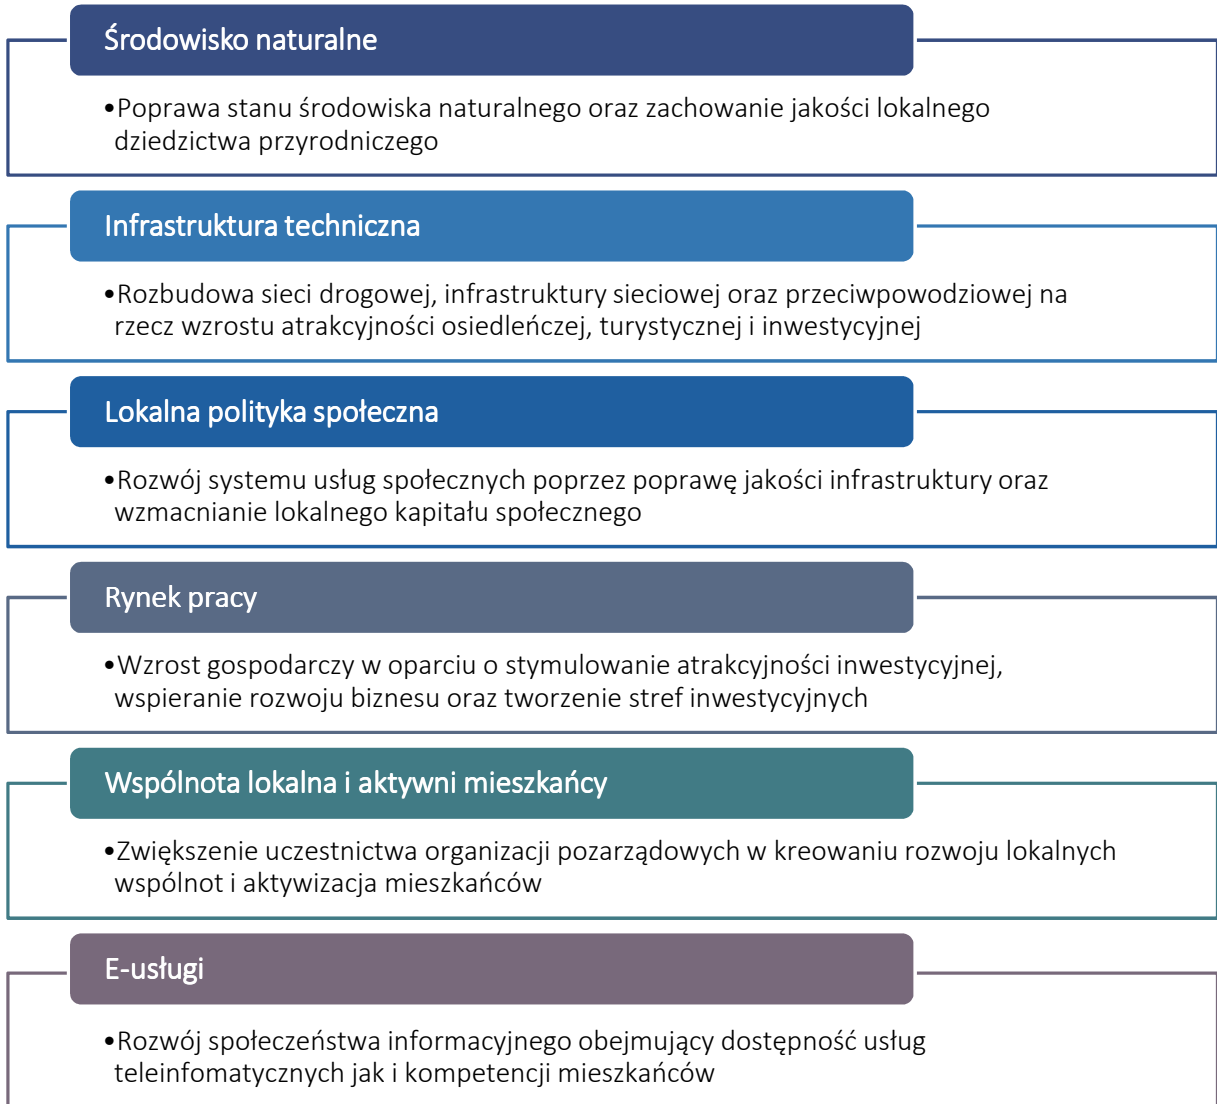 Środowisko naturalne
•Poprawa stanu środowiska naturalnego oraz zachowanie jakości lokalnego
dziedzictwa przyrodniczego
Infrastruktura techniczna
•Rozbudowa sieci drogowej, infrastruktury sieciowej oraz przeciwpowodziowej na
rzecz wzrostu atrakcyjności osiedleńczej, turystycznej i inwestycyjnej
Lokalna polityka społeczna
•Rozwój systemu usług społecznych poprzez poprawę jakości infrastruktury oraz
wzmacnianie lokalnego kapitału społecznego
Rynek pracy
•Wzrost gospodarczy w oparciu o stymulowanie atrakcyjności inwestycyjnej,
wspieranie rozwoju biznesu oraz tworzenie stref inwestycyjnych
Wspólnota lokalna i aktywni mieszkańcy
•Zwiększenie uczestnictwa organizacji pozarządowych w kreowaniu rozwoju lokalnych
wspólnot i aktywizacja mieszkańców
E-usługi
•Rozwój społeczeństwa informacyjnego obejmujący dostępność usług
teleinfomatycznych jak i kompetencji mieszkańców